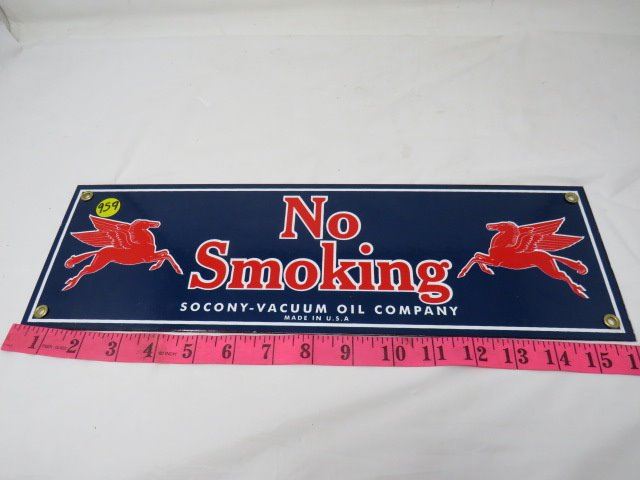 959
No
Smoking
SOCONY-VACUUM OIL COMPANY
MADE IN U.S.A
1 2 3 4 5 6 7 8 9 10 11 12 13 14 15 1